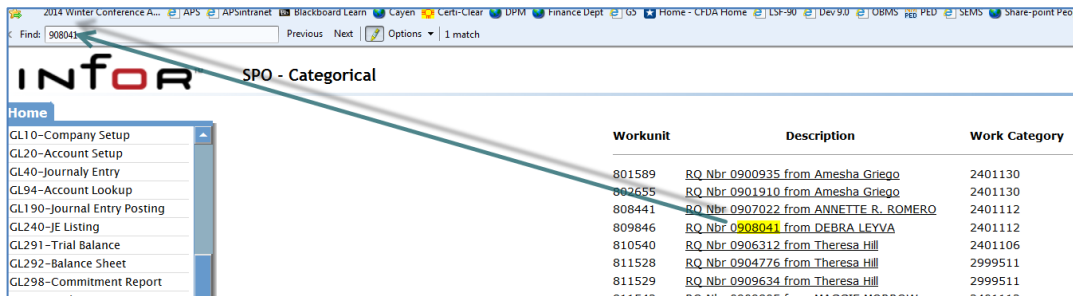 2014 Winter Conference A... APS APSintranet Blackboard Learn Cayen Certi-Clear DPM Finance Dept G5 Home - CFDA Home LSF-90 Dev 9.0 OBMS PED SEMS Share-point Peo
Find: 908041 Previous Next Options 1 match
infor SPO - Categorical
Home
GL10-Company Setup
GL20-Account Setup
GL40-Journaly Entry
GL94-Account Lookup
GL190-Journal Entry Posting
GL240-JE Listing
GL291-Trial Balance
GL292-Balance Sheet
GL298-Commitment Report
Workunit Description Work Category
801589 RQ Nbr 0900935 from Amesha Griego 2401130
802655 RQ Nbr 0901910 from Amesha Griego 2401130
808441 RQ Nbr 0907022 from ANNETTE R. ROMERO 2401112
809846 RQ Nbr 0908041 from DEBRA LEYVA 2401112
810540 RQ Nbr 0906312 from Theresa Hill 2401106
811528 RQ Nbr 0904776 from Theresa Hill 2999511
811529 RQ Nbr 0909634 from Theresa Hill 2999511